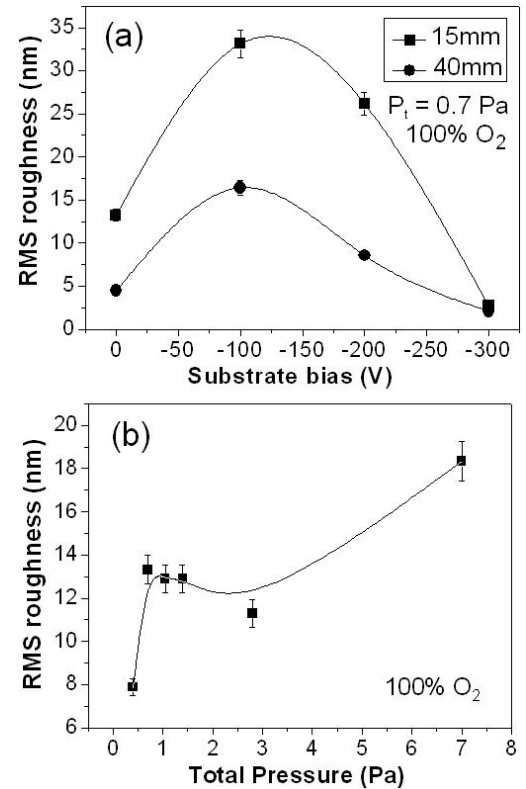 (a)
15mm
40mm
P_t = 0.7 Pa
100% O₂
RMS roughness (nm)
35
30
25
20
15
10
5
0
0 -50 -100 -150 -200 -250 -300
Substrate bias (V)
(b)
RMS roughness (nm)
20
18
16
14
12
10
8
6
100% O₂
0 1 2 3 4 5 6 7 8
Total Pressure (Pa)